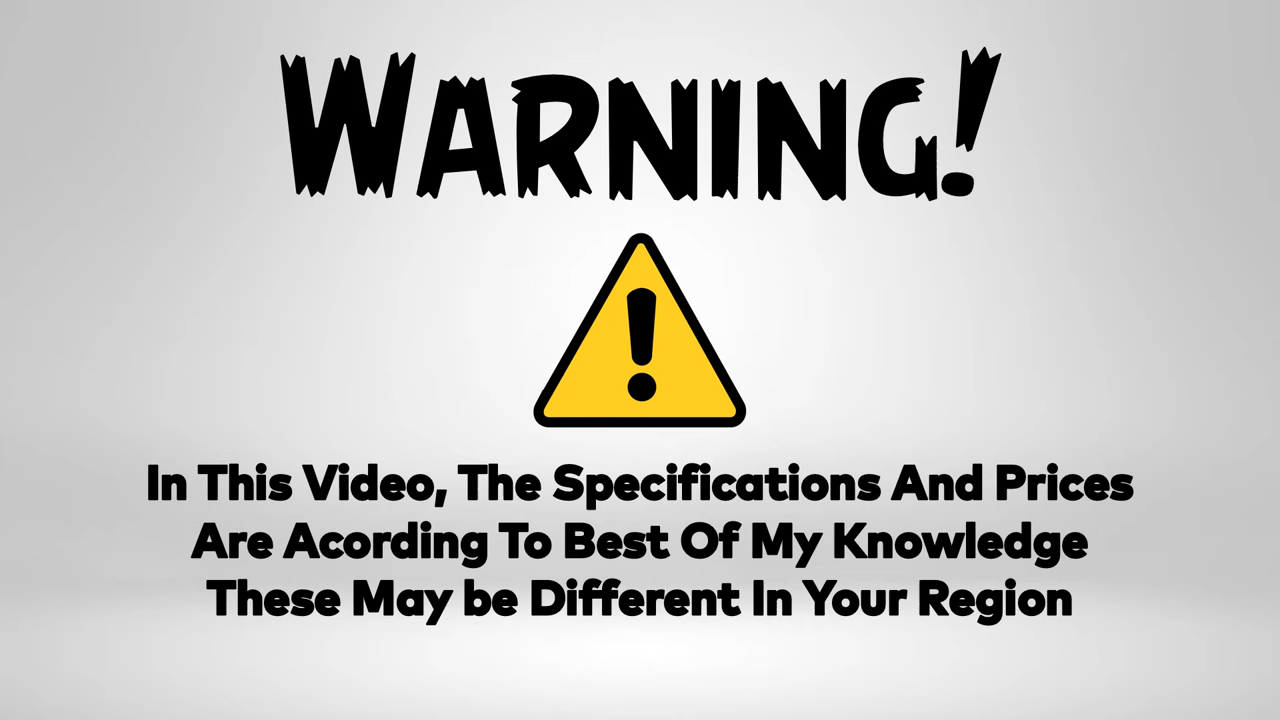 WARNING!
In This Video, The Specifications And Prices
Are Acording To Best Of My Knowledge
These May be Different In Your Region